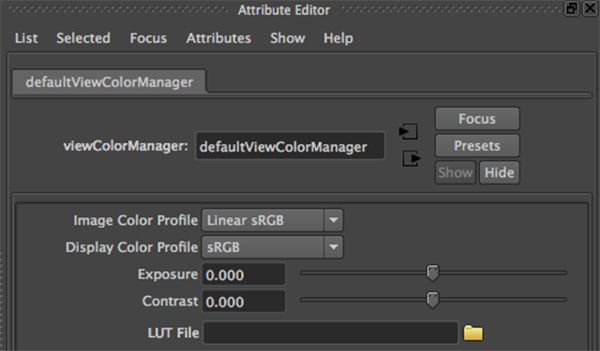 Attribute Editor
List Selected Focus Attributes Show Help
defaultViewColorManager
Focus
viewColorManager: defaultViewColorManager
Presets
Show Hide
Image Color Profile Linear sRGB
Display Color Profile sRGB
Exposure 0.000
Contrast 0.000
LUT File